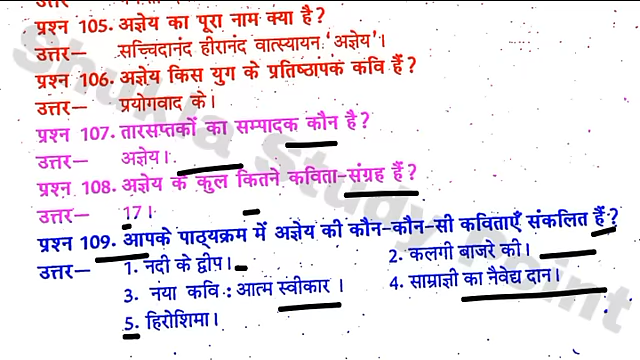 प्रश्न 105. अज्ञेय का पूरा नाम क्या है?
उत्तर– सच्चिदानंद हीरानंद वात्स्यायन 'अज्ञेय'।
प्रश्न 106. अज्ञेय किस युग के प्रतिष्ठापक कवि हैं?
उत्तर– प्रयोगवाद के।
प्रश्न 107. तारसप्तकों का सम्पादक कौन है?
उत्तर– अज्ञेय।
प्रश्न 108. अज्ञेय के कुल कितने कविता-संग्रह हैं?
उत्तर– 17।
प्रश्न 109. आपके पाठ्यक्रम में अज्ञेय की कौन-कौन-सी कविताएँ संकलित हैं?
उत्तर– 1. नदी के द्वीप। 2. कलगी बाजरे की।
3. नया कवि : आत्म स्वीकार। 4. साम्राज्ञी का नैवेद्य दान।
5. हिरोशिमा।
Shukla Study Point